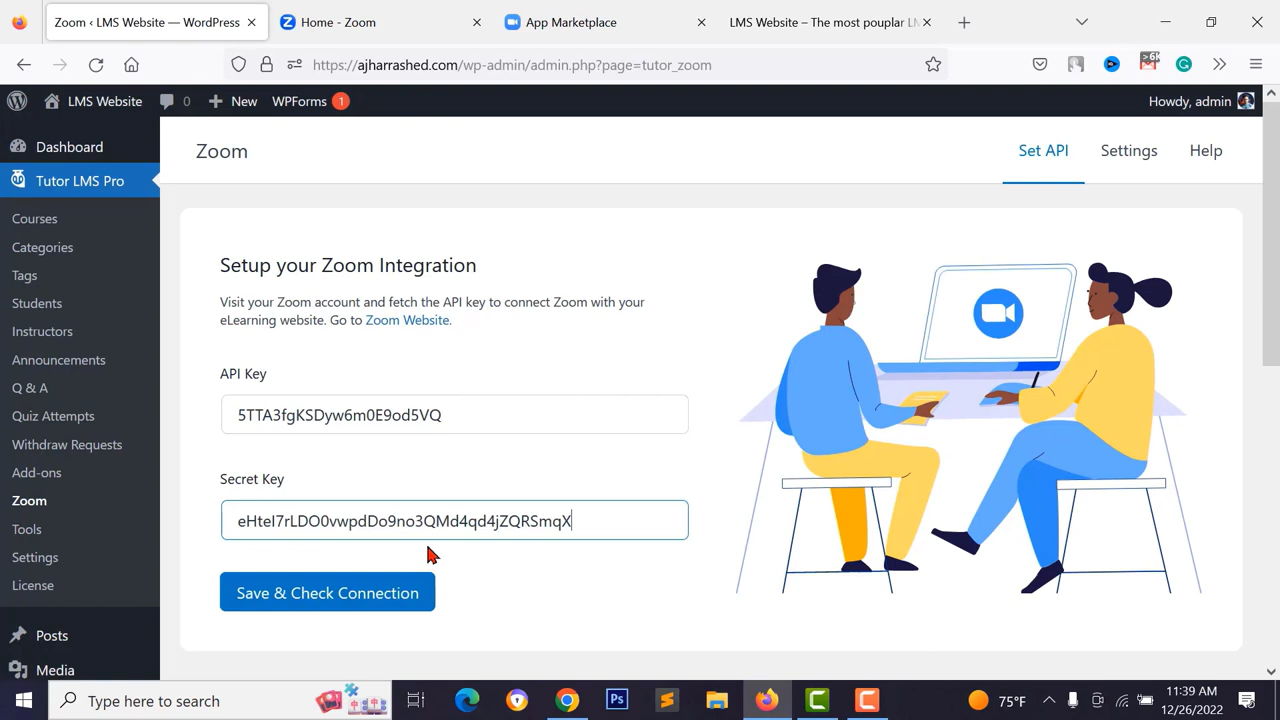 Zoom ‹ LMS Website — WordPress
Home - Zoom
App Marketplace
LMS Website – The most pouplar LM
https://ajharrashed.com/wp-admin/admin.php?page=tutor_zoom
>6K
LMS Website
0
New
WPForms 1
Howdy, admin
Dashboard
Tutor LMS Pro
Courses
Categories
Tags
Students
Instructors
Announcements
Q & A
Quiz Attempts
Withdraw Requests
Add-ons
Zoom
Tools
Settings
License
Posts
Media
Zoom
Set API
Settings
Help
Setup your Zoom Integration
Visit your Zoom account and fetch the API key to connect Zoom with your
eLearning website. Go to Zoom Website.
API Key
5TTA3fgKSDyw6m0E9od5VQ
Secret Key
eHteI7rLDO0vwpdDo9no3QMd4qd4jZQRSmqX
Save & Check Connection
Type here to search
Ps
75°F
11:39 AM
12/26/2022